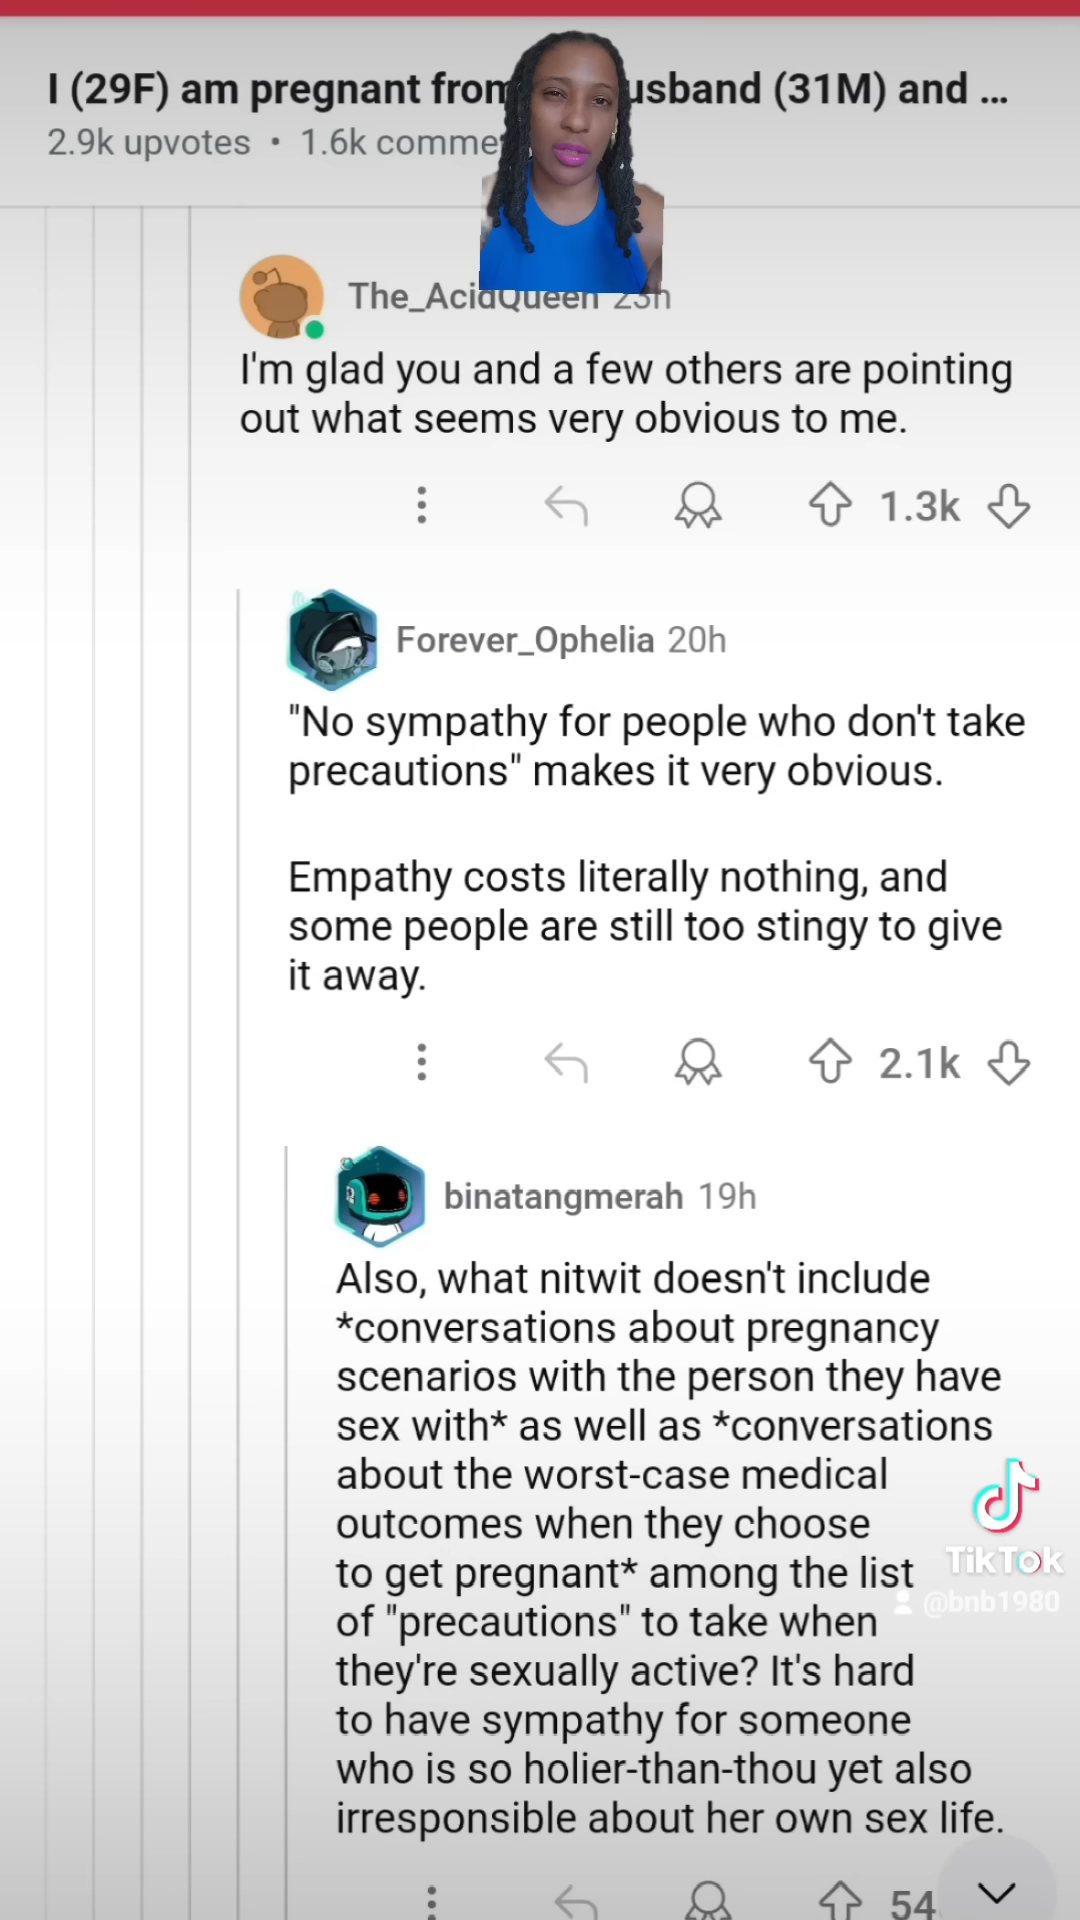 I (29F) am pregnant from usband (31M) and ...
2.9k upvotes • 1.6k comme
The_AcidQueen 23h
I'm glad you and a few others are pointing
out what seems very obvious to me.
1.3k
Forever_Ophelia 20h
"No sympathy for people who don't take
precautions" makes it very obvious.
Empathy costs literally nothing, and
some people are still too stingy to give
it away.
2.1k
binatangmerah 19h
Also, what nitwit doesn't include
*conversations about pregnancy
scenarios with the person they have
sex with* as well as *conversations
about the worst-case medical
outcomes when they choose
to get pregnant* among the list
of "precautions" to take when
they're sexually active? It's hard
to have sympathy for someone
who is so holier-than-thou yet also
irresponsible about her own sex life.
54
TikTok
@bnb1980